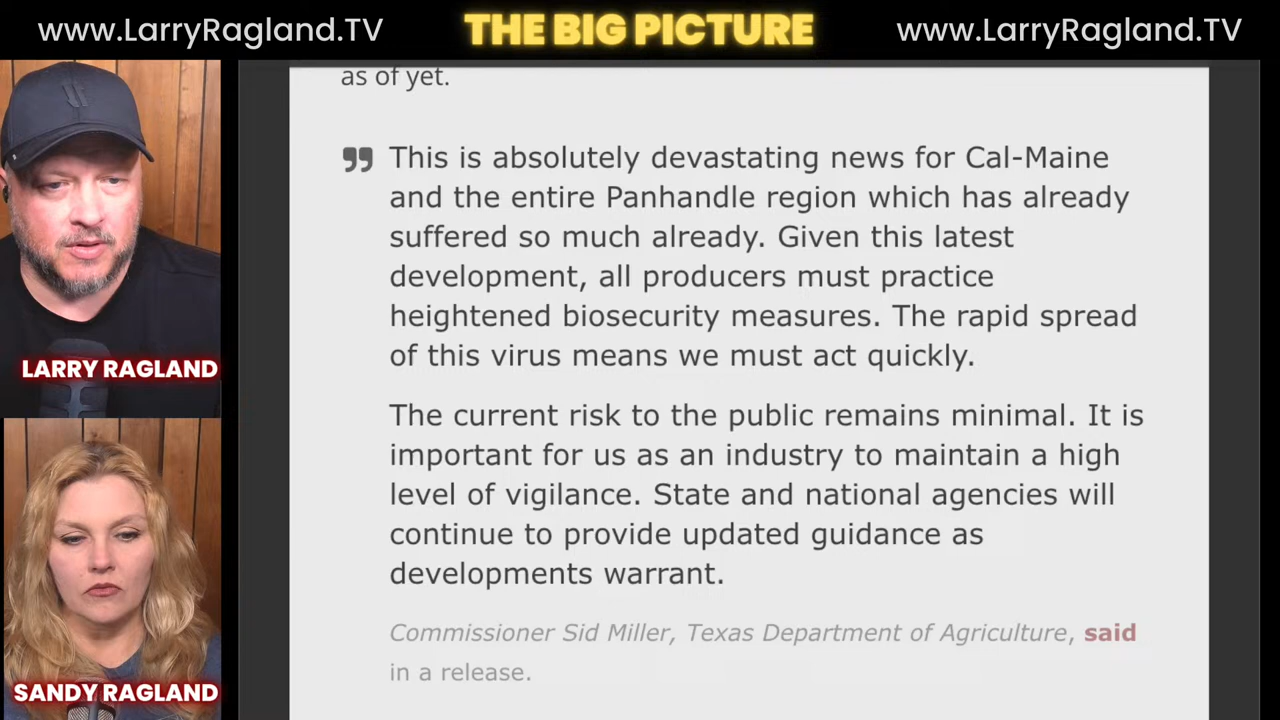 www.LarryRagland.TV
THE BIG PICTURE
www.LarryRagland.TV
as of yet.
" This is absolutely devastating news for Cal-Maine
and the entire Panhandle region which has already
suffered so much already. Given this latest
development, all producers must practice
heightened biosecurity measures. The rapid spread
of this virus means we must act quickly.
The current risk to the public remains minimal. It is
important for us as an industry to maintain a high
level of vigilance. State and national agencies will
continue to provide updated guidance as
developments warrant.
Commissioner Sid Miller, Texas Department of Agriculture, said
in a release.
LARRY RAGLAND
SANDY RAGLAND